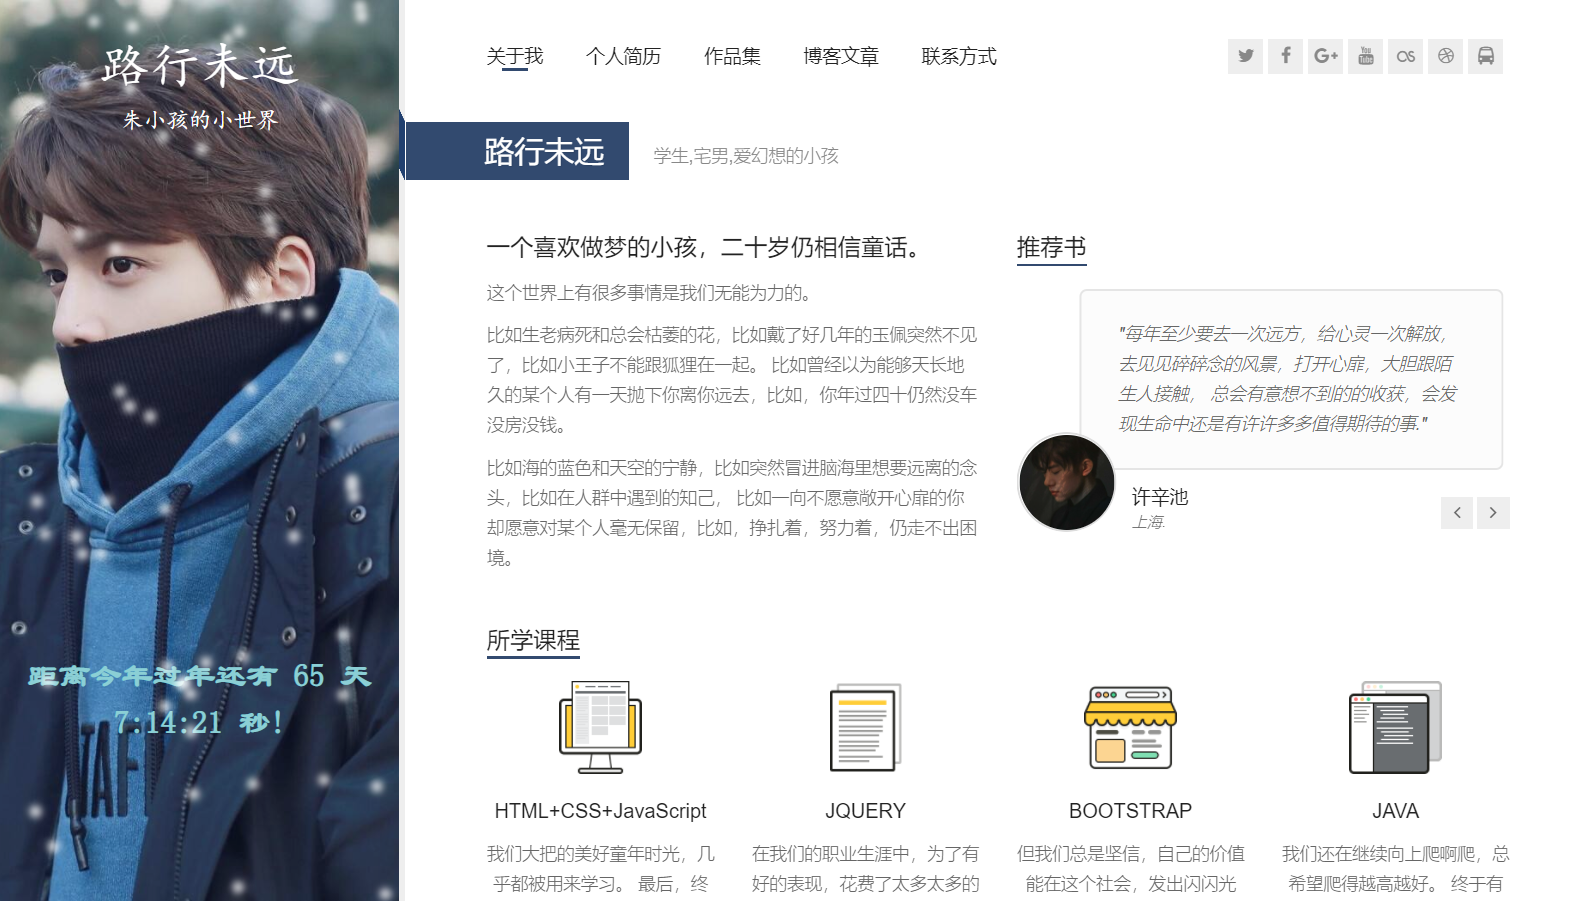 路行未远
朱小孩的小世界
距离今年过年还有 65 天
7:14:21 秒!
关于我 个人简历 作品集 博客文章 联系方式
路行未远
学生,宅男,爱幻想的小孩
一个喜欢做梦的小孩，二十岁仍相信童话。
这个世界上有很多事情是我们无能为力的。
比如生老病死和总会枯萎的花，比如戴了好几年的玉佩突然不见
了，比如小王子不能跟狐狸在一起。 比如曾经以为能够天长地
久的某个人有一天抛下你离你远去，比如，你年过四十仍然没车
没房没钱。
比如海的蓝色和天空的宁静，比如突然冒进脑海里想要远离的念
头，比如在人群中遇到的知己， 比如一向不愿意敞开心扉的你
却愿意对某个人毫无保留，比如，挣扎着，努力着，仍走不出困
境。
推荐书
"每年至少要去一次远方，给心灵一次解放，
去见见碎碎念的风景，打开心扉，大胆跟陌
生人接触， 总会有意想不到的的收获，会发
现生命中还是有许许多多值得期待的事."
许辛池
上海.
所学课程
HTML+CSS+JavaScript
我们大把的美好童年时光，几
乎都被用来学习。 最后，终
JQUERY
在我们的职业生涯中，为了有
好的表现，花费了太多太多的
BOOTSTRAP
但我们总是坚信，自己的价值
能在这个社会，发出闪闪光
JAVA
我们还在继续向上爬啊爬，总
希望爬得越高越好。 终于有